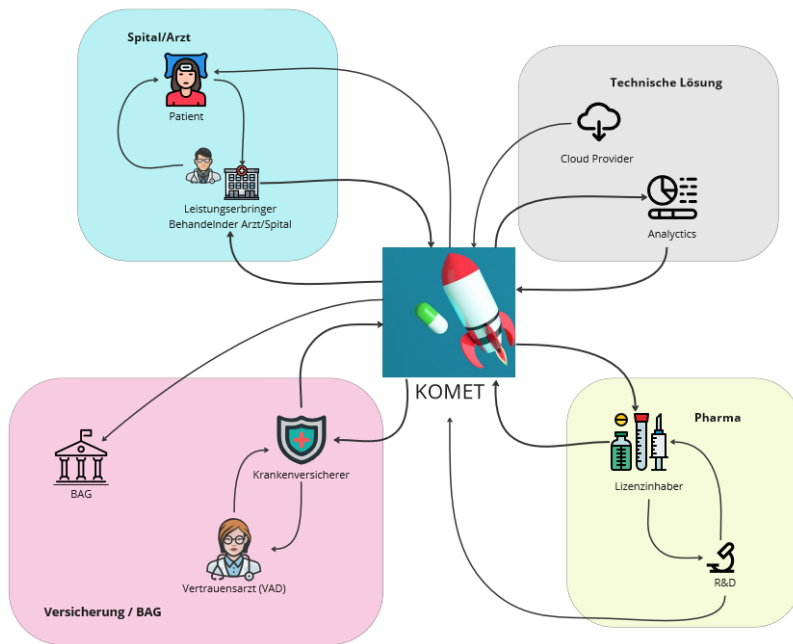 Spital/Arzt
Patient
Leistungserbringer
Behandelnder Arzt/Spital
Technische Lösung
Cloud Provider
Analyctics
KOMET
BAG
Krankenversicherer
Vertrauensarzt (VAD)
Versicherung / BAG
Pharma
Lizenzinhaber
R&D